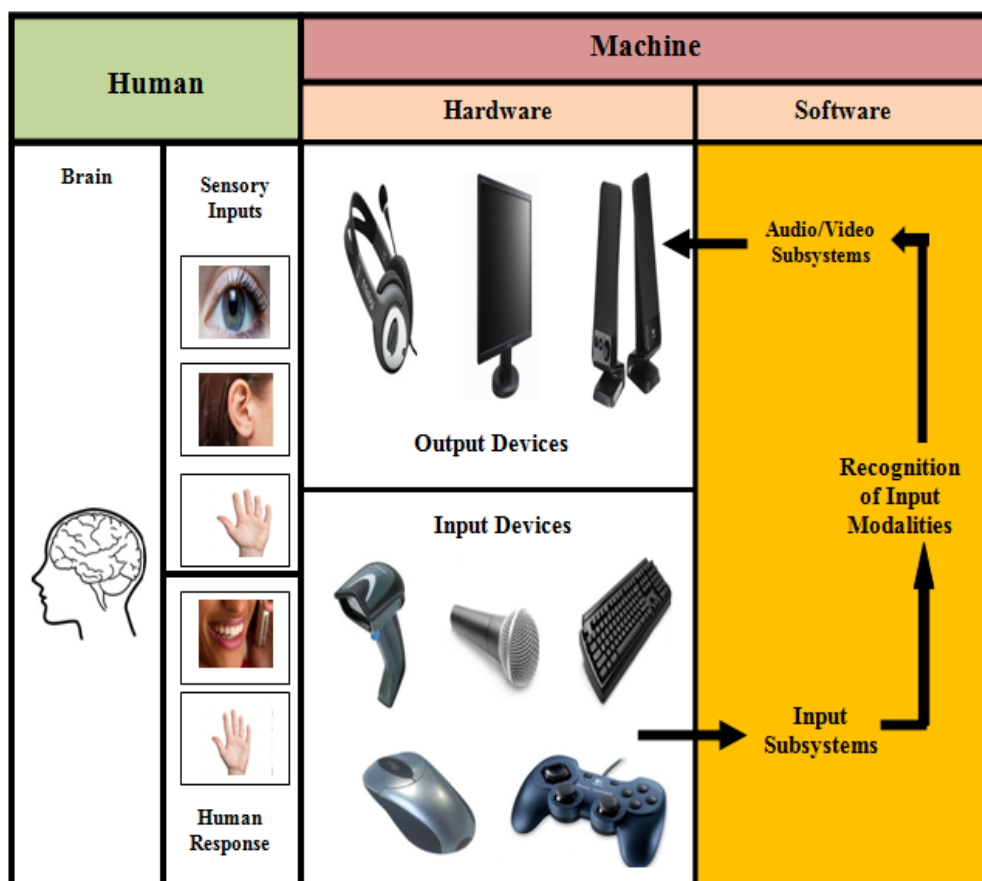 Human
Machine
Hardware
Software
Brain
Sensory
Inputs
Human
Response
Output Devices
Input Devices
Audio/Video
Subsystems
Recognition
of Input
Modalities
Input
Subsystems